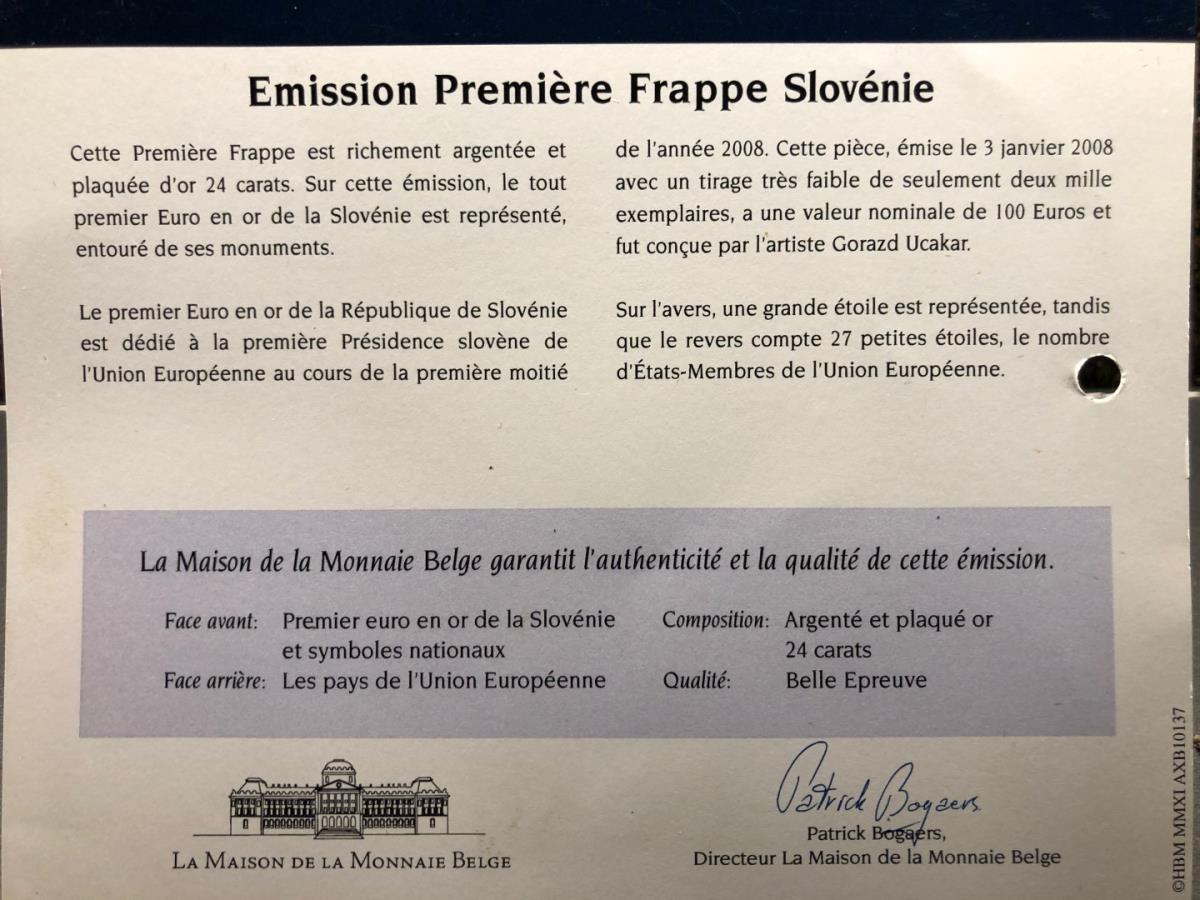 Emission Première Frappe Slovénie
Cette Première Frappe est richement argentée et
plaquée d'or 24 carats. Sur cette émission, le tout
premier Euro en or de la Slovénie est représenté,
entouré de ses monuments.
Le premier Euro en or de la République de Slovénie
est dédié à la première Présidence slovène de
l'Union Européenne au cours de la première moitié
de l'année 2008. Cette pièce, émise le 3 janvier 2008
avec un tirage très faible de seulement deux mille
exemplaires, a une valeur nominale de 100 Euros et
fut conçue par l'artiste Gorazd Ucakar.
Sur l'avers, une grande étoile est représentée, tandis
que le revers compte 27 petites étoiles, le nombre
d'États-Membres de l'Union Européenne.
La Maison de la Monnaie Belge garantit l'authenticité et la qualité de cette émission.
Face avant: Premier euro en or de la Slovénie
et symboles nationaux
Face arrière: Les pays de l'Union Européenne
Composition: Argenté et plaqué or
24 carats
Qualité: Belle Epreuve
LA MAISON DE LA MONNAIE BELGE
Patrick Bogaers
Patrick Bogaers,
Directeur La Maison de la Monnaie Belge
©HBM MMXI AXB10137